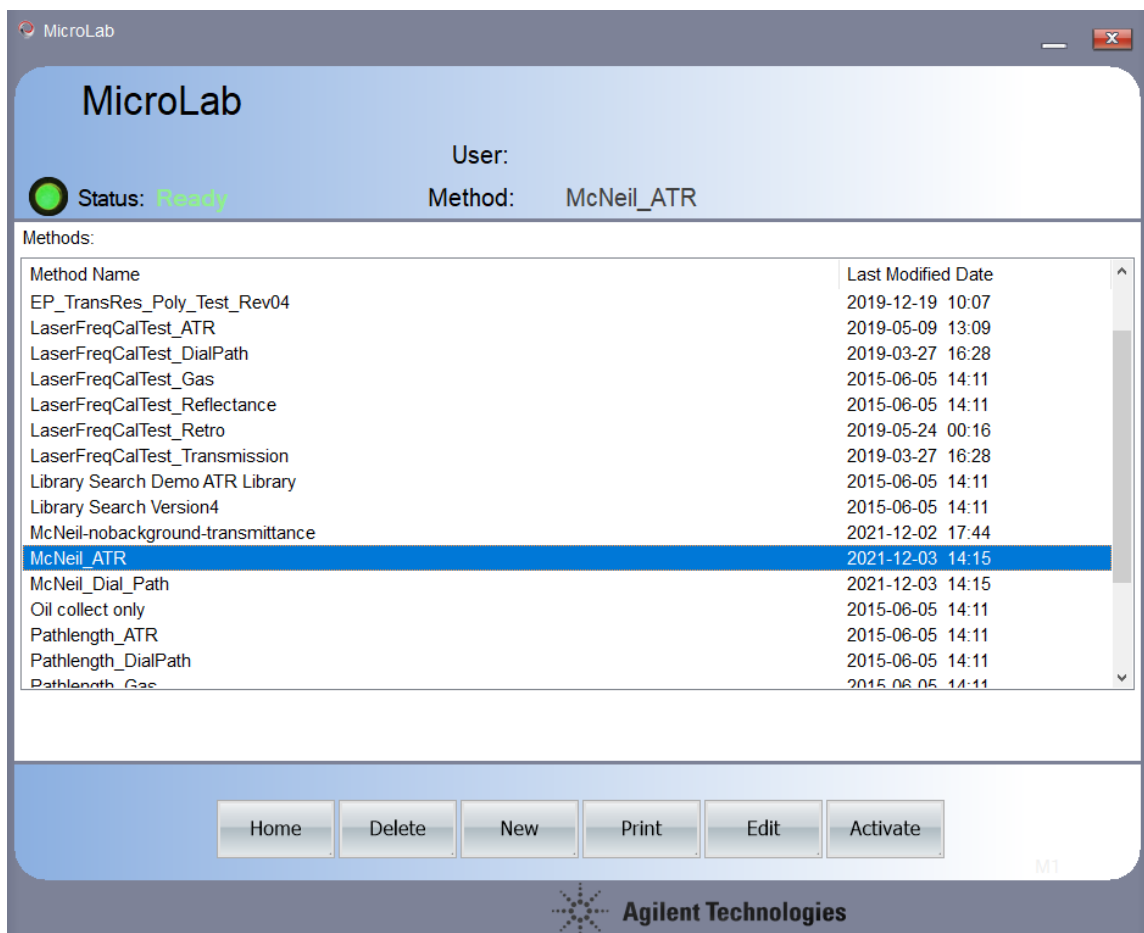 MicroLab
MicroLab
User:
Status: Ready Method: McNeil_ATR
Methods:
Method Name Last Modified Date
EP_TransRes_Poly_Test_Rev04 2019-12-19 10:07
LaserFreqCalTest_ATR 2019-05-09 13:09
LaserFreqCalTest_DialPath 2019-03-27 16:28
LaserFreqCalTest_Gas 2015-06-05 14:11
LaserFreqCalTest_Reflectance 2015-06-05 14:11
LaserFreqCalTest_Retro 2019-05-24 00:16
LaserFreqCalTest_Transmission 2019-03-27 16:28
Library Search Demo ATR Library 2015-06-05 14:11
Library Search Version4 2015-06-05 14:11
McNeil-nobackground-transmittance 2021-12-02 17:44
McNeil_ATR 2021-12-03 14:15
McNeil_Dial_Path 2021-12-03 14:15
Oil collect only 2015-06-05 14:11
Pathlength_ATR 2015-06-05 14:11
Pathlength_DialPath 2015-06-05 14:11
Pathlength_Gas 2015-06-05 14:11
Home Delete New Print Edit Activate
M1
Agilent Technologies